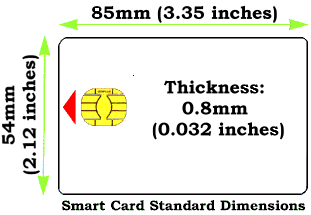 85mm (3.35 inches)
54mm
(2.12 inches)
Thickness:
0.8mm
(0.032 inches)
Smart Card Standard Dimensions